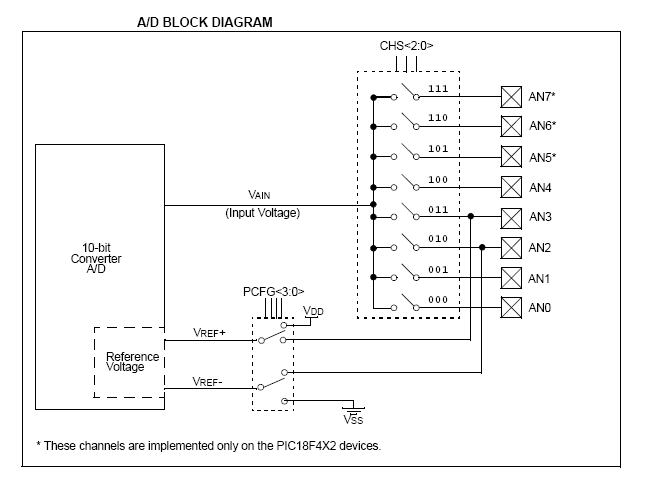 A/D BLOCK DIAGRAM
CHS<2:0>
111 AN7*
110 AN6*
101 AN5*
100 AN4
VAIN
(Input Voltage)
011 AN3
010 AN2
001 AN1
000 AN0
10-bit
Converter
A/D
PCFG<3:0>
VDD
VREF+
Reference
Voltage
VREF-
VSS
* These channels are implemented only on the PIC18F4X2 devices.